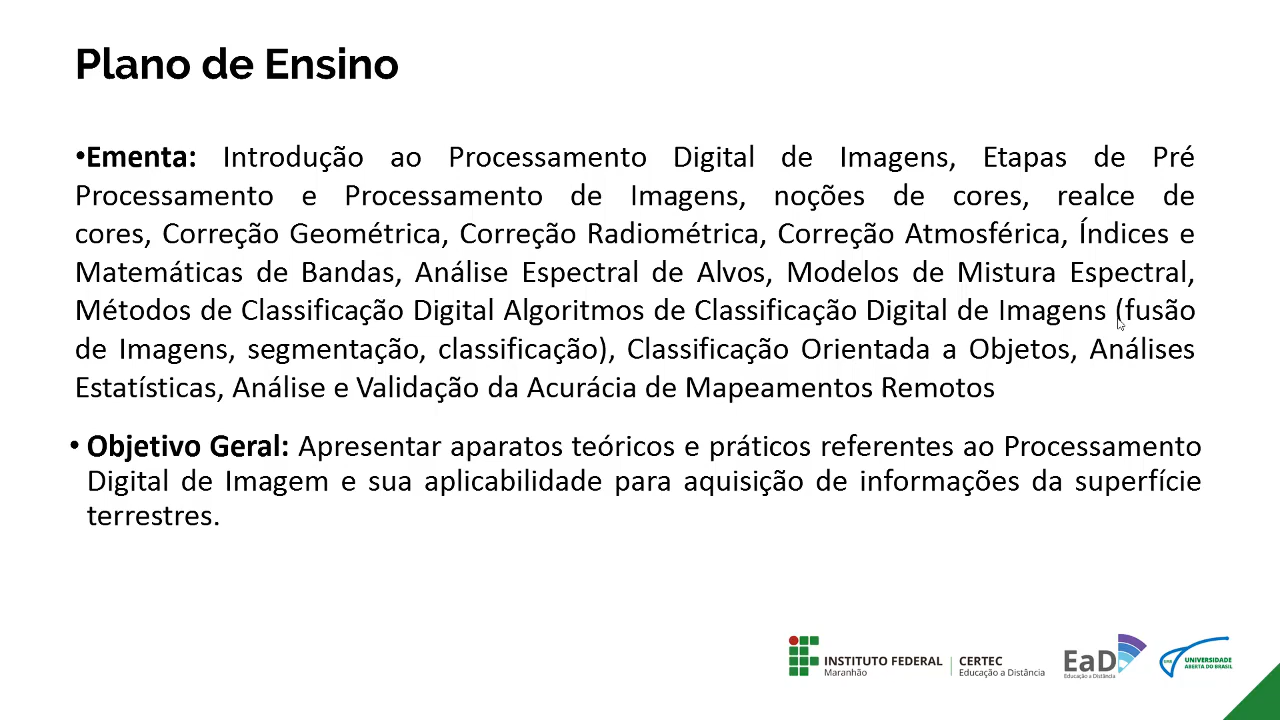 Plano de Ensino
•Ementa: Introdução ao Processamento Digital de Imagens, Etapas de Pré
Processamento e Processamento de Imagens, noções de cores, realce de
cores, Correção Geométrica, Correção Radiométrica, Correção Atmosférica, Índices e
Matemáticas de Bandas, Análise Espectral de Alvos, Modelos de Mistura Espectral,
Métodos de Classificação Digital Algoritmos de Classificação Digital de Imagens (fusão
de Imagens, segmentação, classificação), Classificação Orientada a Objetos, Análises
Estatísticas, Análise e Validação da Acurácia de Mapeamentos Remotos
• Objetivo Geral: Apresentar aparatos teóricos e práticos referentes ao Processamento
Digital de Imagem e sua aplicabilidade para aquisição de informações da superfície
terrestres.
INSTITUTO FEDERAL
Maranhão
CERTEC
Educação a Distância
EaD
Educação a Distância
UAB
UNIVERSIDADE
ABERTA DO BRASIL